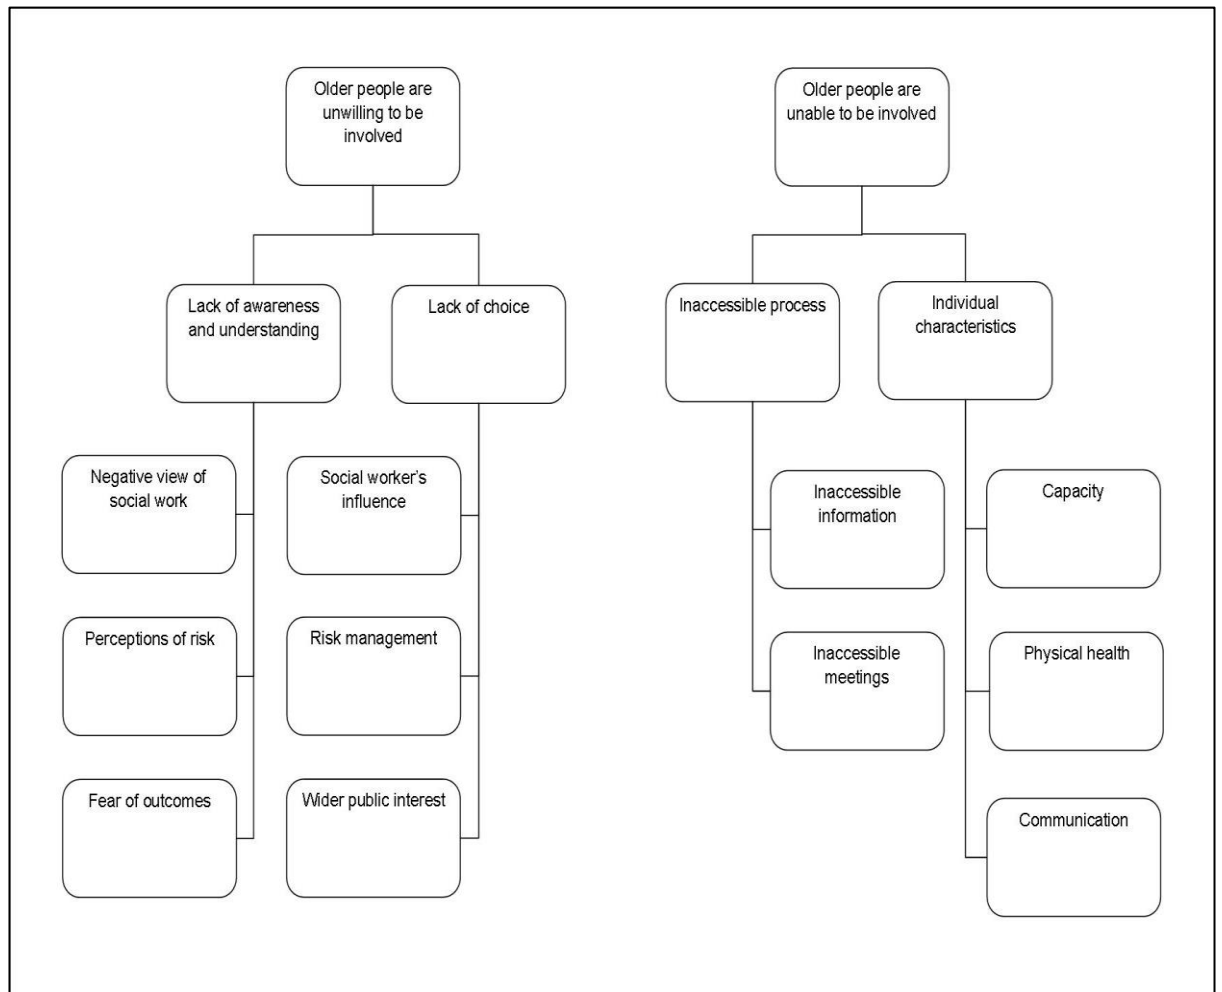 Older people are
unwilling to be
involved
Older people are
unable to be involved
Lack of awareness
and understanding
Lack of choice
Inaccessible process
Individual
characteristics
Negative view of
social work
Social worker’s
influence
Inaccessible
information
Capacity
Perceptions of risk
Risk management
Inaccessible
meetings
Physical health
Fear of outcomes
Wider public interest
Communication